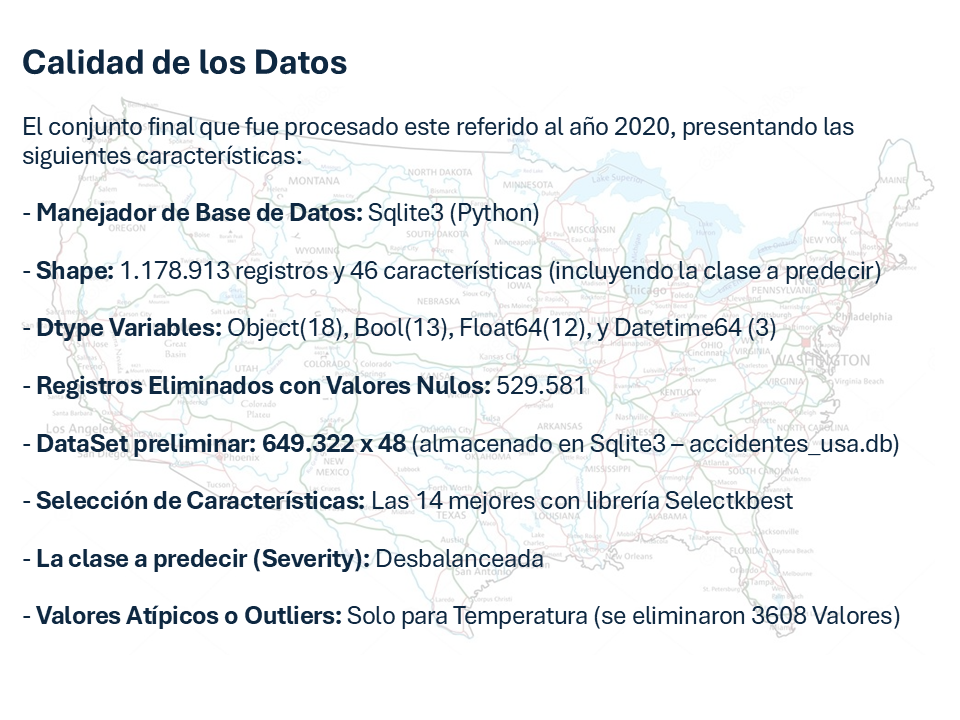 Calidad de los Datos
El conjunto final que fue procesado este referido al año 2020, presentando las
siguientes características:
- Manejador de Base de Datos: Sqlite3 (Python)
- Shape: 1.178.913 registros y 46 características (incluyendo la clase a predecir)
- Dtype Variables: Object(18), Bool(13), Float64(12), y Datetime64 (3)
- Registros Eliminados con Valores Nulos: 529.581
- DataSet preliminar: 649.322 x 48 (almacenado en Sqlite3 – accidentes_usa.db)
- Selección de Características: Las 14 mejores con librería Selectkbest
- La clase a predecir (Severity): Desbalanceada
- Valores Atípicos o Outliers: Solo para Temperatura (se eliminaron 3608 Valores)